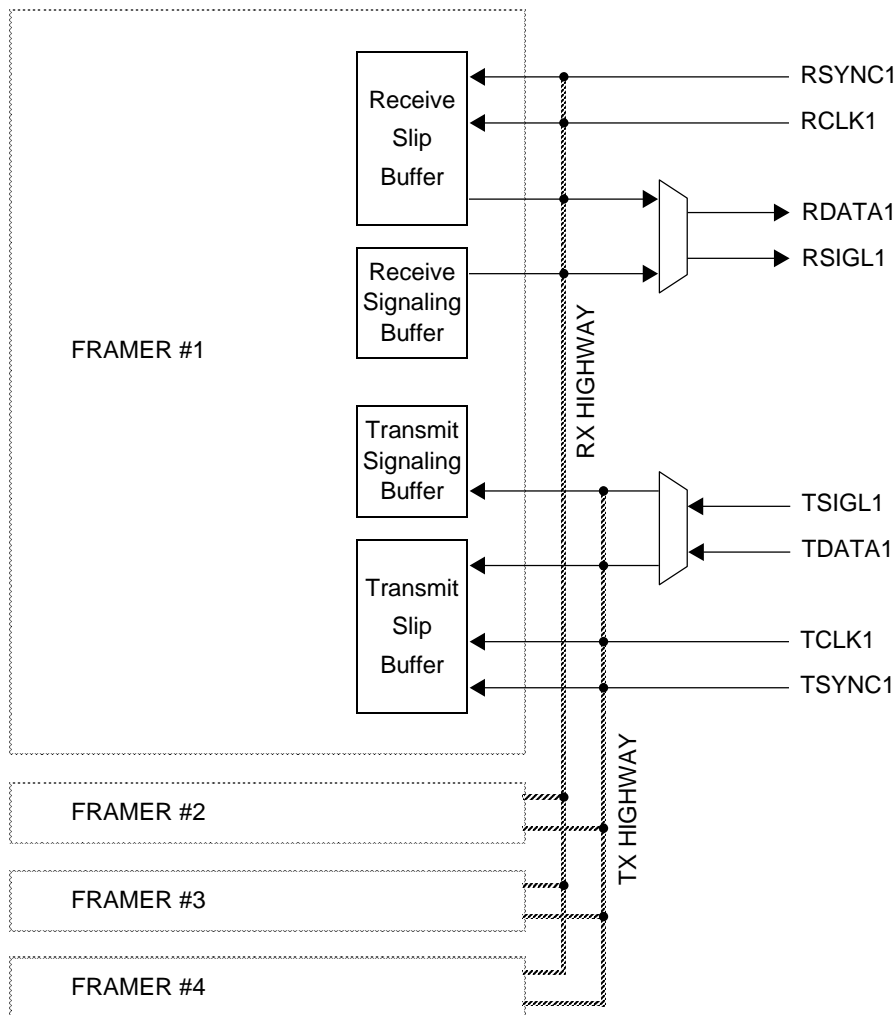 RSYNC1
Receive
Slip
Buffer
RCLK1
RDATA1
RSIGL1
Receive
Signaling
Buffer
FRAMER #1
RX HIGHWAY
Transmit
Signaling
Buffer
TSIGL1
TDATA1
Transmit
Slip
Buffer
TCLK1
TSYNC1
TX HIGHWAY
FRAMER #2
FRAMER #3
FRAMER #4